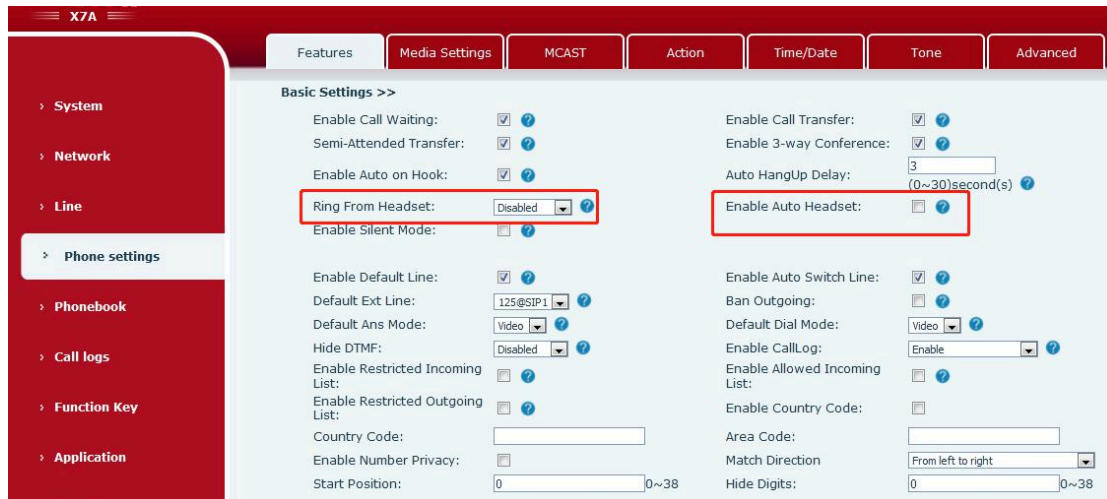 X7A
Features Media Settings MCAST Action Time/Date Tone Advanced
› System
› Network
› Line
› Phone settings
› Phonebook
› Call logs
› Function Key
› Application
Basic Settings >>
Enable Call Waiting: ? Enable Call Transfer: ?
Semi-Attended Transfer: ? Enable 3-way Conference: ?
Enable Auto on Hook: ? Auto HangUp Delay: 3
(0~30)second(s) ?
Ring From Headset: Disabled ? Enable Auto Headset: ?
Enable Silent Mode: ?
Enable Default Line: ? Enable Auto Switch Line: ?
Default Ext Line: 125@SIP1 ? Ban Outgoing: ?
Default Ans Mode: Video ? Default Dial Mode: Video ?
Hide DTMF: Disabled ? Enable CallLog: Enable ?
Enable Restricted Incoming List: ? Enable Allowed Incoming List: ?
Enable Restricted Outgoing List: ? Enable Country Code:
Country Code: Area Code:
Enable Number Privacy: Match Direction From left to right
Start Position: 0 0~38 Hide Digits: 0 0~38